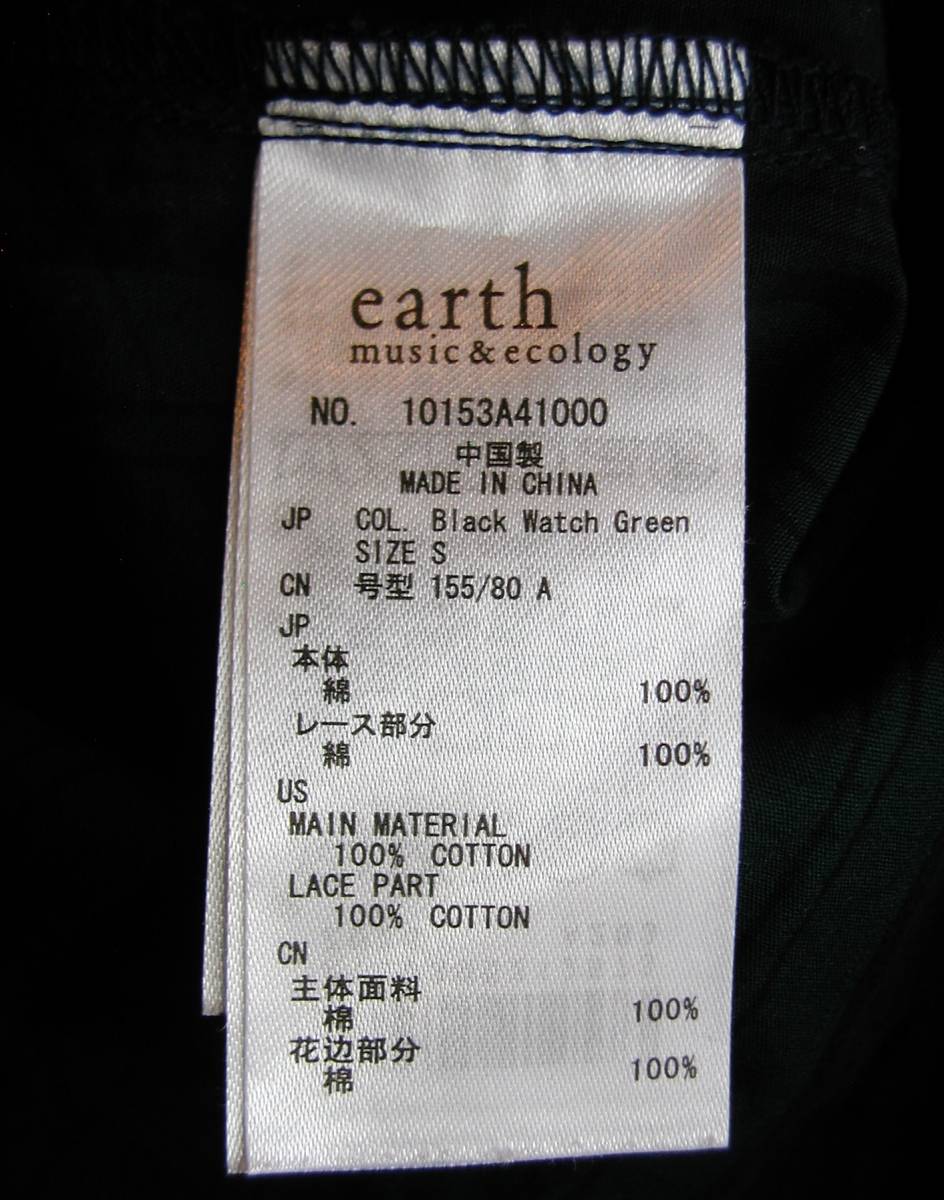 earth
music&ecology
NO. 10153A41000
中国製
MADE IN CHINA
JP COL. Black Watch Green
SIZE S
CN 号型 155/80 A
JP
本体
綿 100%
レース部分
綿 100%
US
MAIN MATERIAL
100% COTTON
LACE PART
100% COTTON
CN
主体面料
棉 100%
花边部分
棉 100%